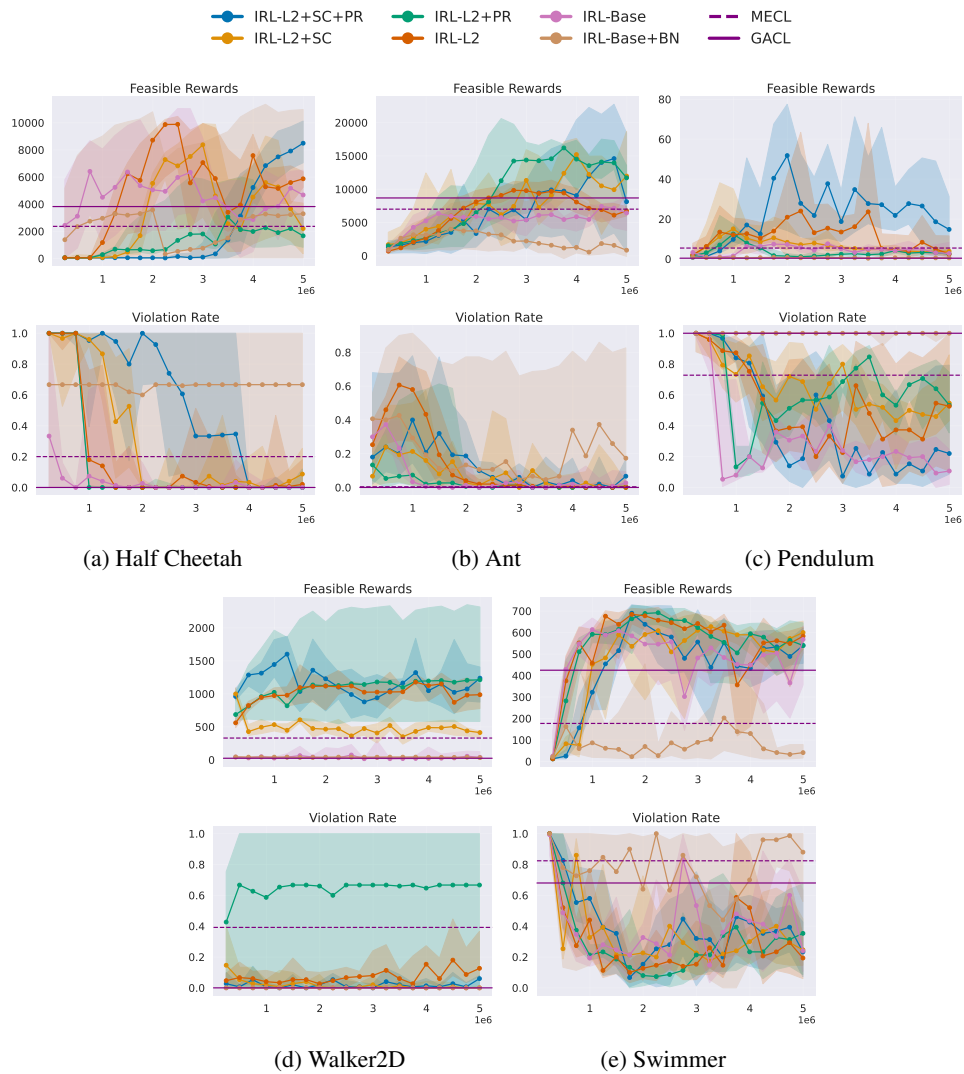 IRL-L2+SC+PR IRL-L2+PR IRL-Base MECL
IRL-L2+SC IRL-L2 IRL-Base+BN GACL
Feasible Rewards Feasible Rewards Feasible Rewards
10000
8000
6000
4000
2000
0
1 2 3 4 5
1e6
20000
15000
10000
5000
0
1 2 3 4 5
1e6
80
60
40
20
0
1 2 3 4 5
1e6
Violation Rate Violation Rate Violation Rate
1.0
0.8
0.6
0.4
0.2
0.0
1 2 3 4 5
1e6
0.8
0.6
0.4
0.2
0.0
1 2 3 4 5
1e6
1.0
0.8
0.6
0.4
0.2
0.0
1 2 3 4 5
1e6
(a) Half Cheetah (b) Ant (c) Pendulum
Feasible Rewards Feasible Rewards
2000
1500
1000
500
0
1 2 3 4 5
1e6
700
600
500
400
300
200
100
0
1 2 3 4 5
1e6
Violation Rate Violation Rate
1.0
0.8
0.6
0.4
0.2
0.0
1 2 3 4 5
1e6
1.0
0.8
0.6
0.4
0.2
0.0
1 2 3 4 5
1e6
(d) Walker2D (e) Swimmer